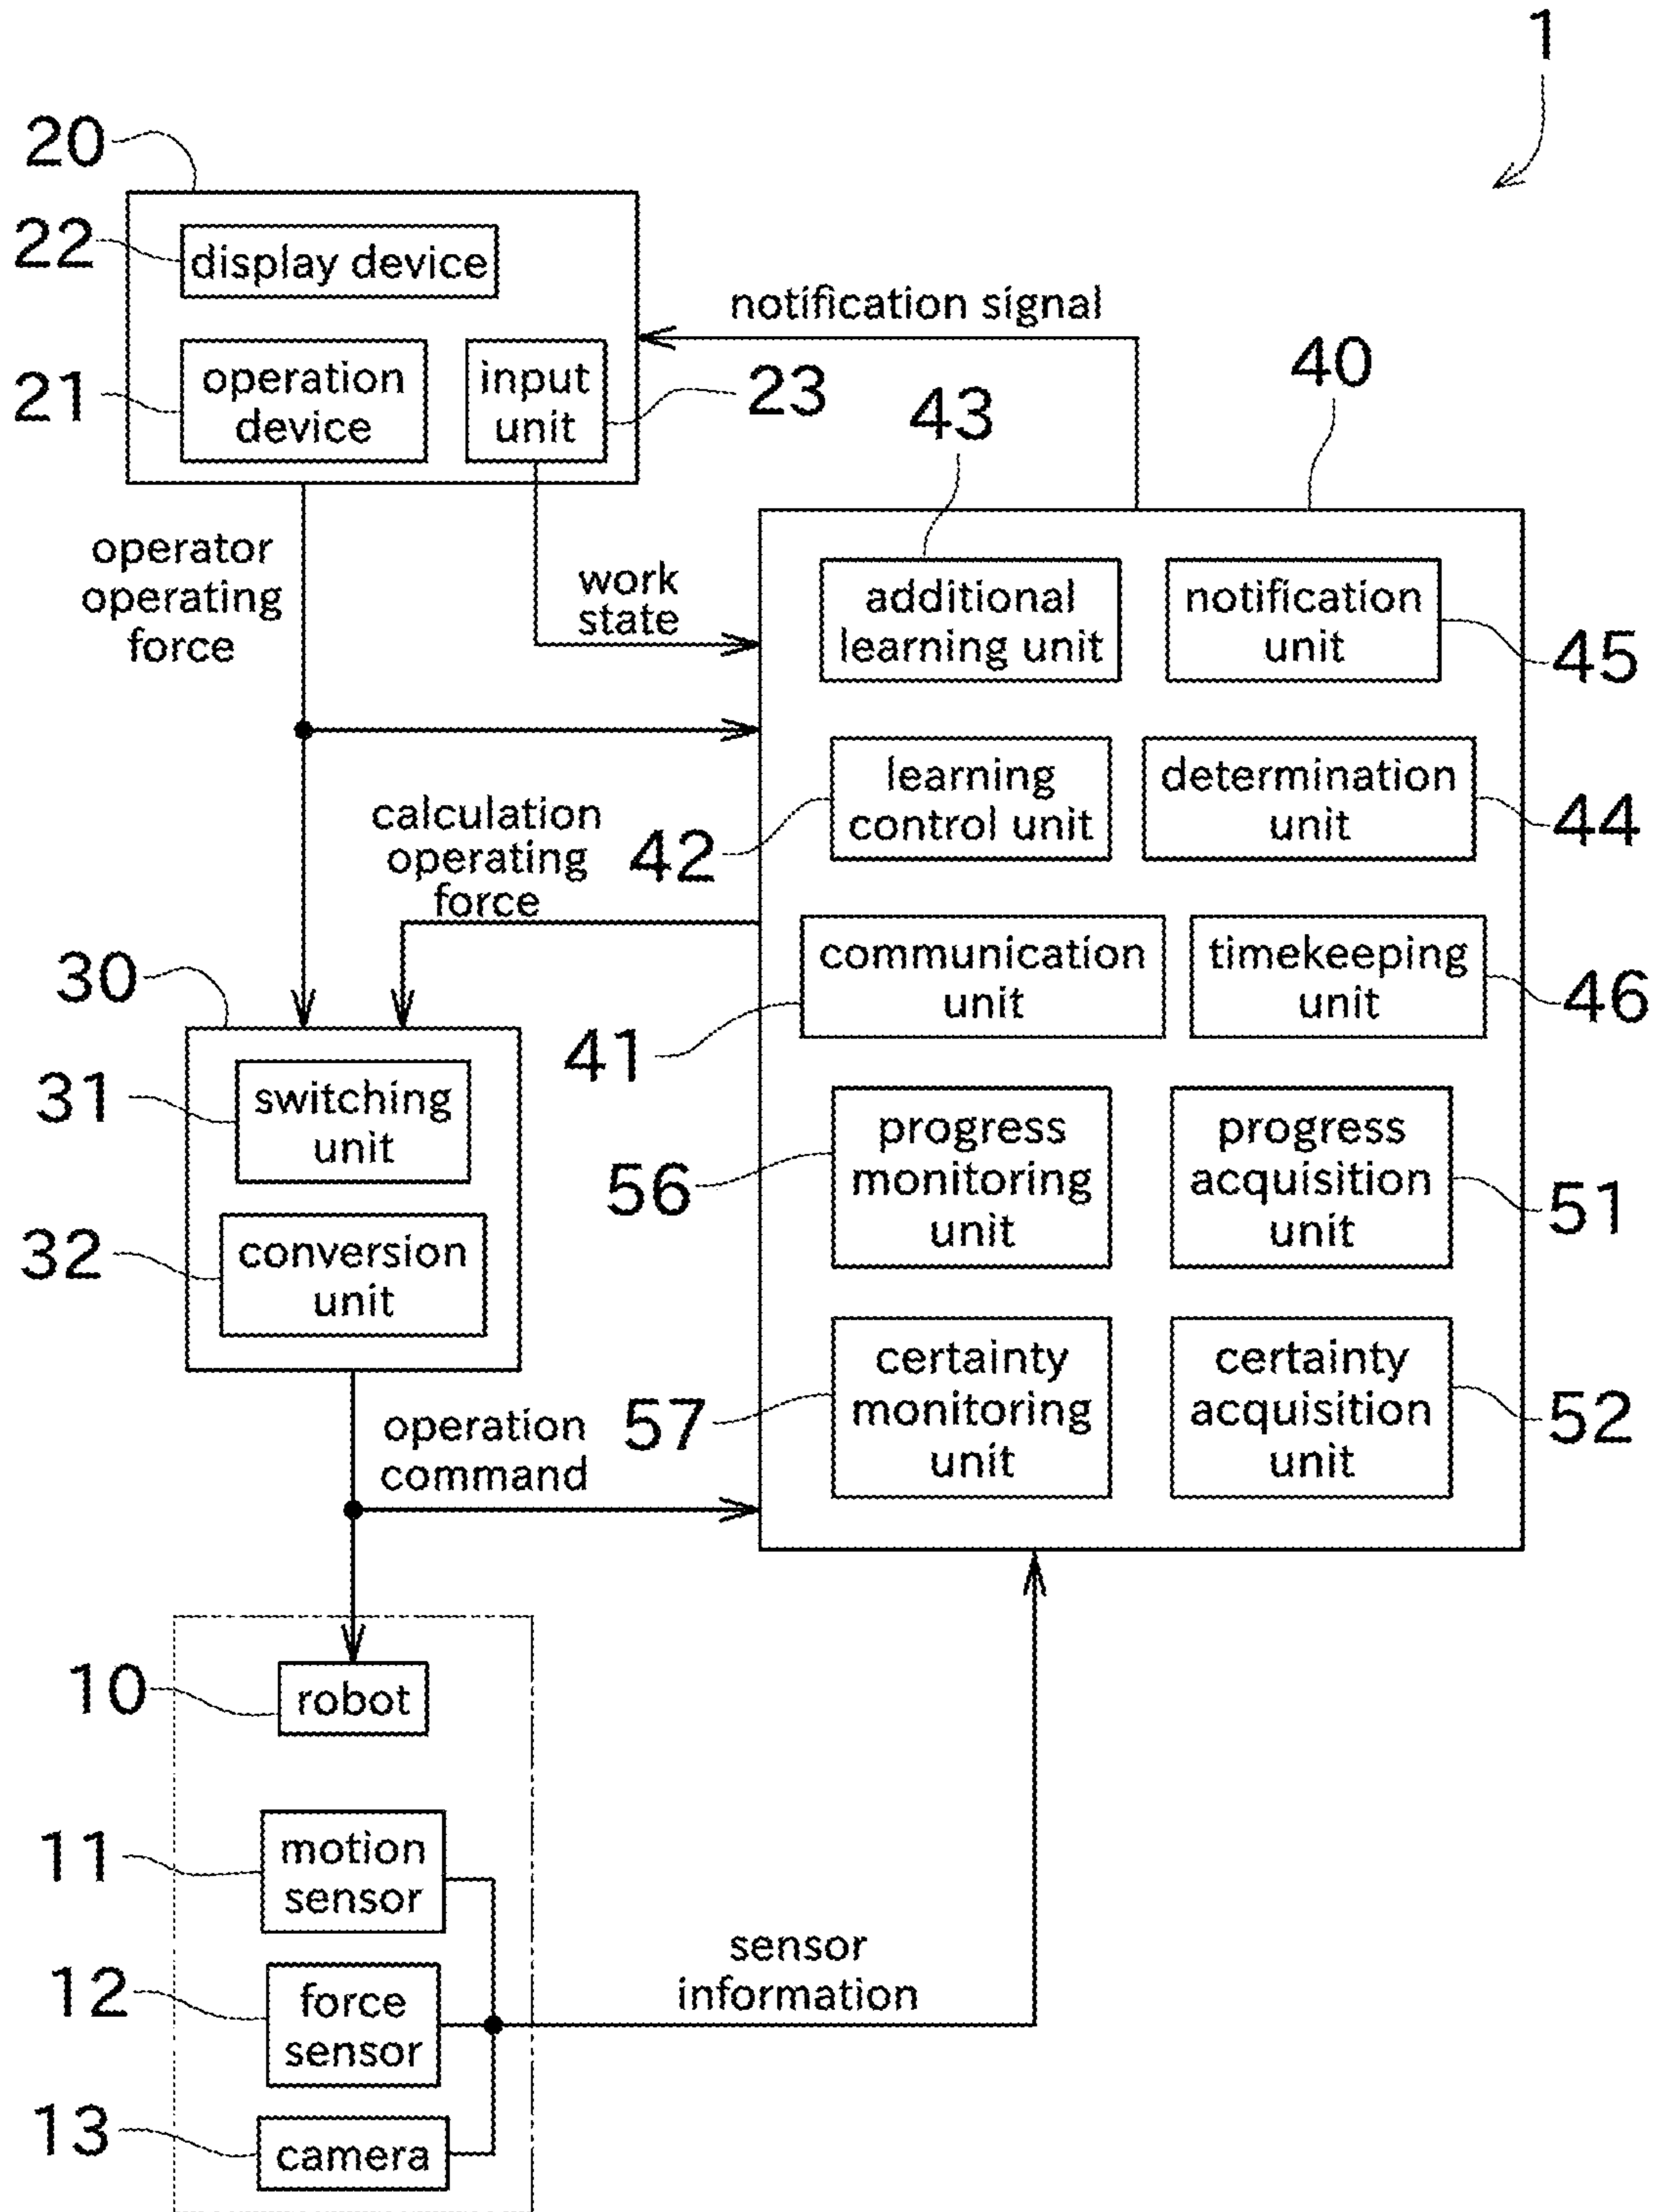 1
20
22
display device
notification signal
21
operation
device
input
unit
23
40
43
operator
operating
force
work
state
additional
learning unit
notification
unit
45
calculation
operating
force
42
learning
control unit
determination
unit
44
30
41
communication
unit
timekeeping
unit
46
31
switching
unit
32
conversion
unit
56
progress
monitoring
unit
progress
acquisition
unit
51
operation
command
57
certainty
monitoring
unit
certainty
acquisition
unit
52
10
robot
11
motion
sensor
12
force
sensor
sensor
information
13
camera